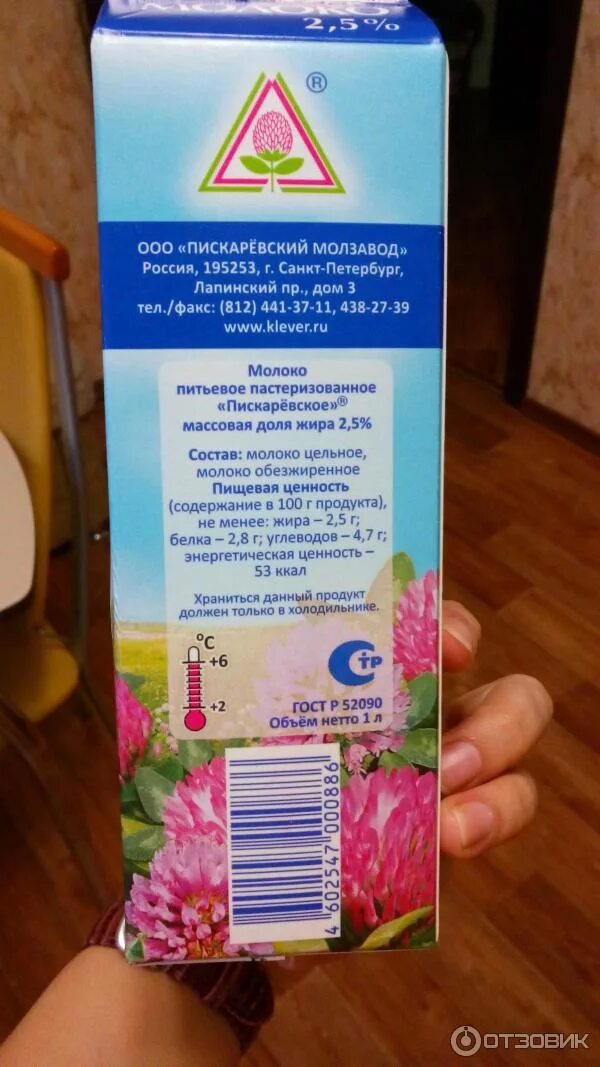 МОЛОКО
2,5%
®
ООО «ПИСКАРЁВСКИЙ МОЛЗАВОД»
Россия, 195253, г. Санкт-Петербург,
Лапинский пр., дом 3
тел./факс: (812) 441-37-11, 438-27-39
www.klever.ru
Молоко
питьевое пастеризованное
«Пискарёвское»®
массовая доля жира 2,5%
Состав: молоко цельное,
молоко обезжиренное
Пищевая ценность
(содержание в 100 г продукта),
не менее: жира – 2,5 г;
белка – 2,8 г; углеводов – 4,7 г;
энергетическая ценность –
53 ккал
Храниться данный продукт
должен только в холодильнике.
°C
+6
+2
СТР
ГОСТ Р 52090
Объём нетто 1 л
4 602547 000886
ОТЗОВИК